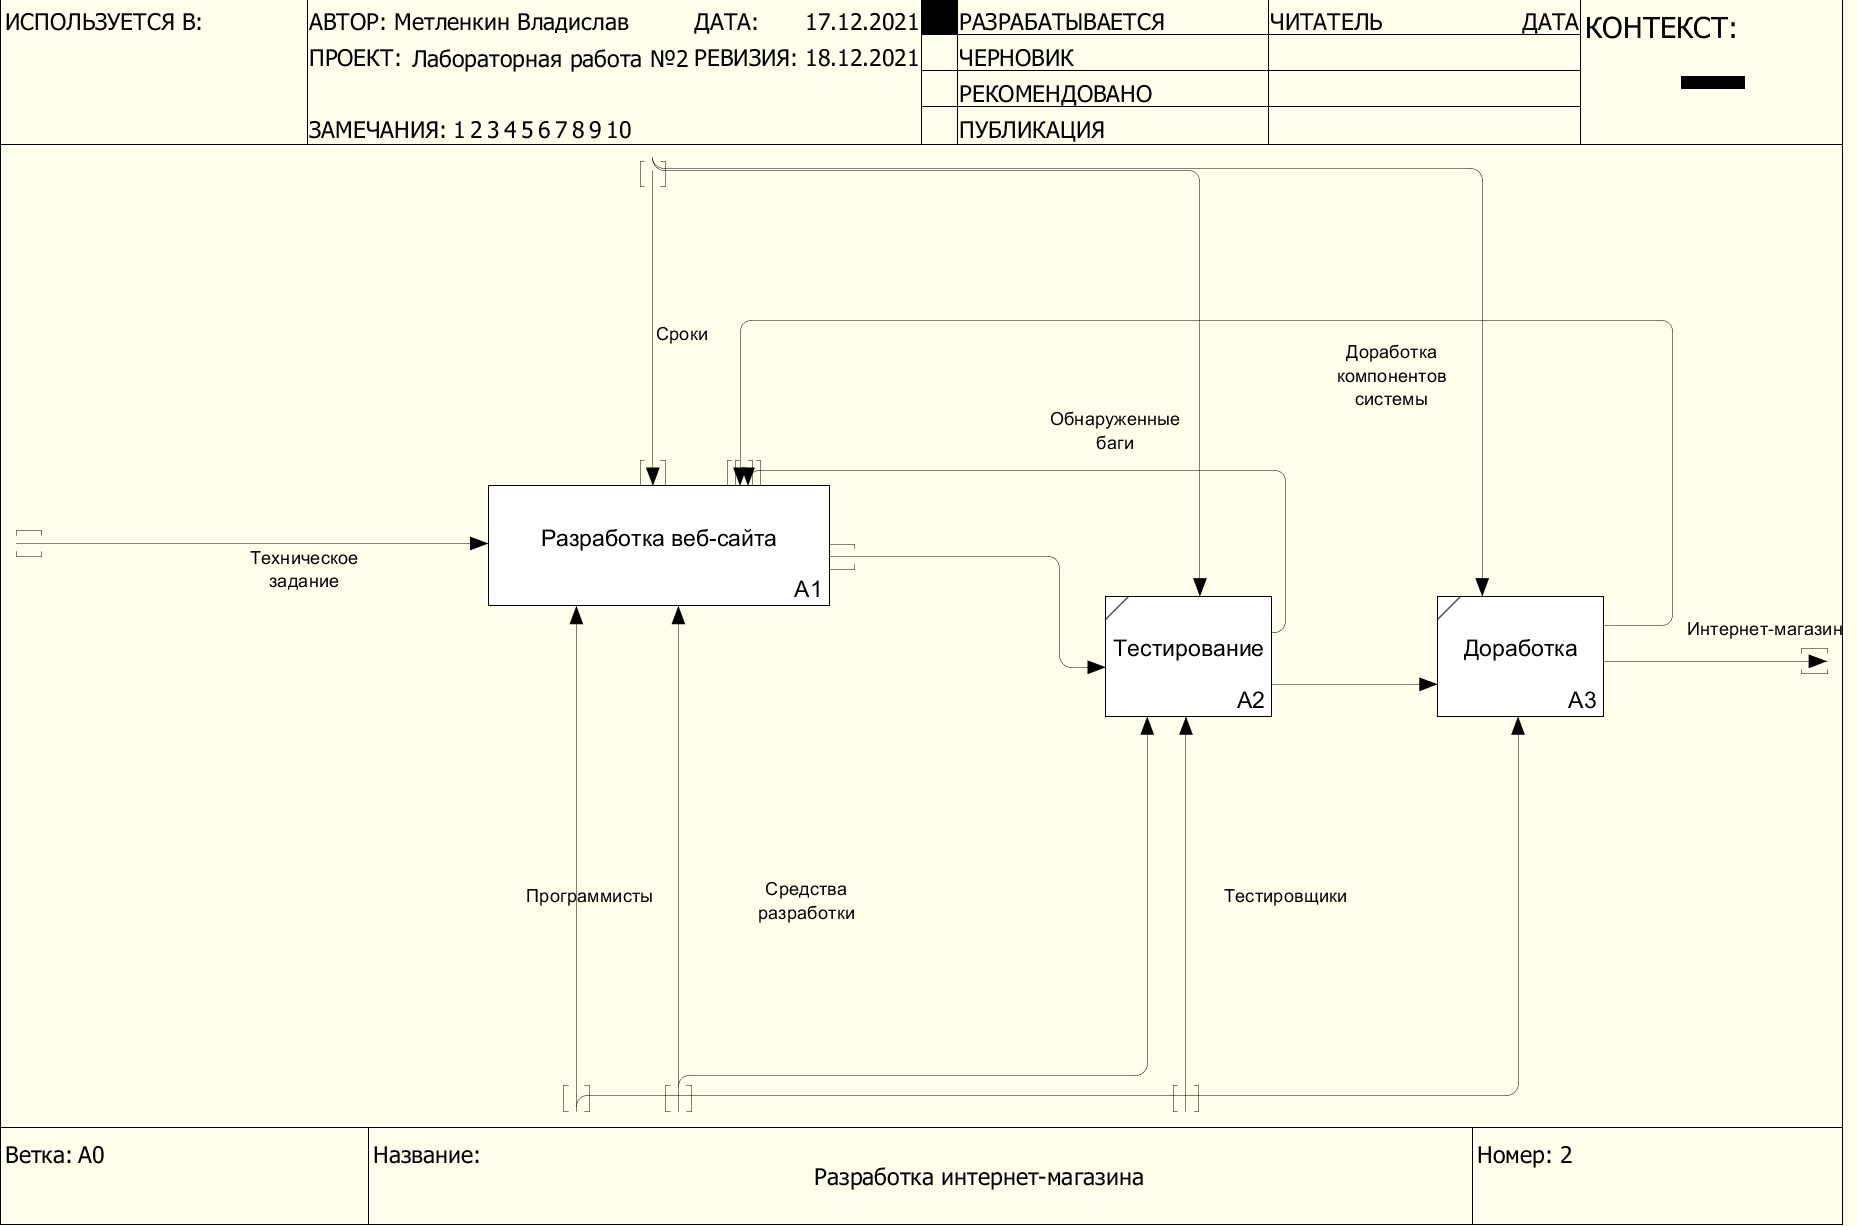 ИСПОЛЬЗУЕТСЯ В:
АВТОР: Метленкин Владислав
ДАТА: 17.12.2021
РАЗРАБАТЫВАЕТСЯ
ЧИТАТЕЛЬ
ДАТА
КОНТЕКСТ:
ПРОЕКТ: Лабораторная работа №2
РЕВИЗИЯ: 18.12.2021
ЧЕРНОВИК
РЕКОМЕНДОВАНО
ЗАМЕЧАНИЯ: 1 2 3 4 5 6 7 8 9 10
ПУБЛИКАЦИЯ
Сроки
Доработка
компонентов
системы
Обнаруженные
баги
Разработка веб-сайта
A1
Техническое
задание
Тестирование
A2
Доработка
A3
Интернет-магазин
Программисты
Средства
разработки
Тестировщики
Ветка: A0
Название:
Разработка интернет-магазина
Номер: 2